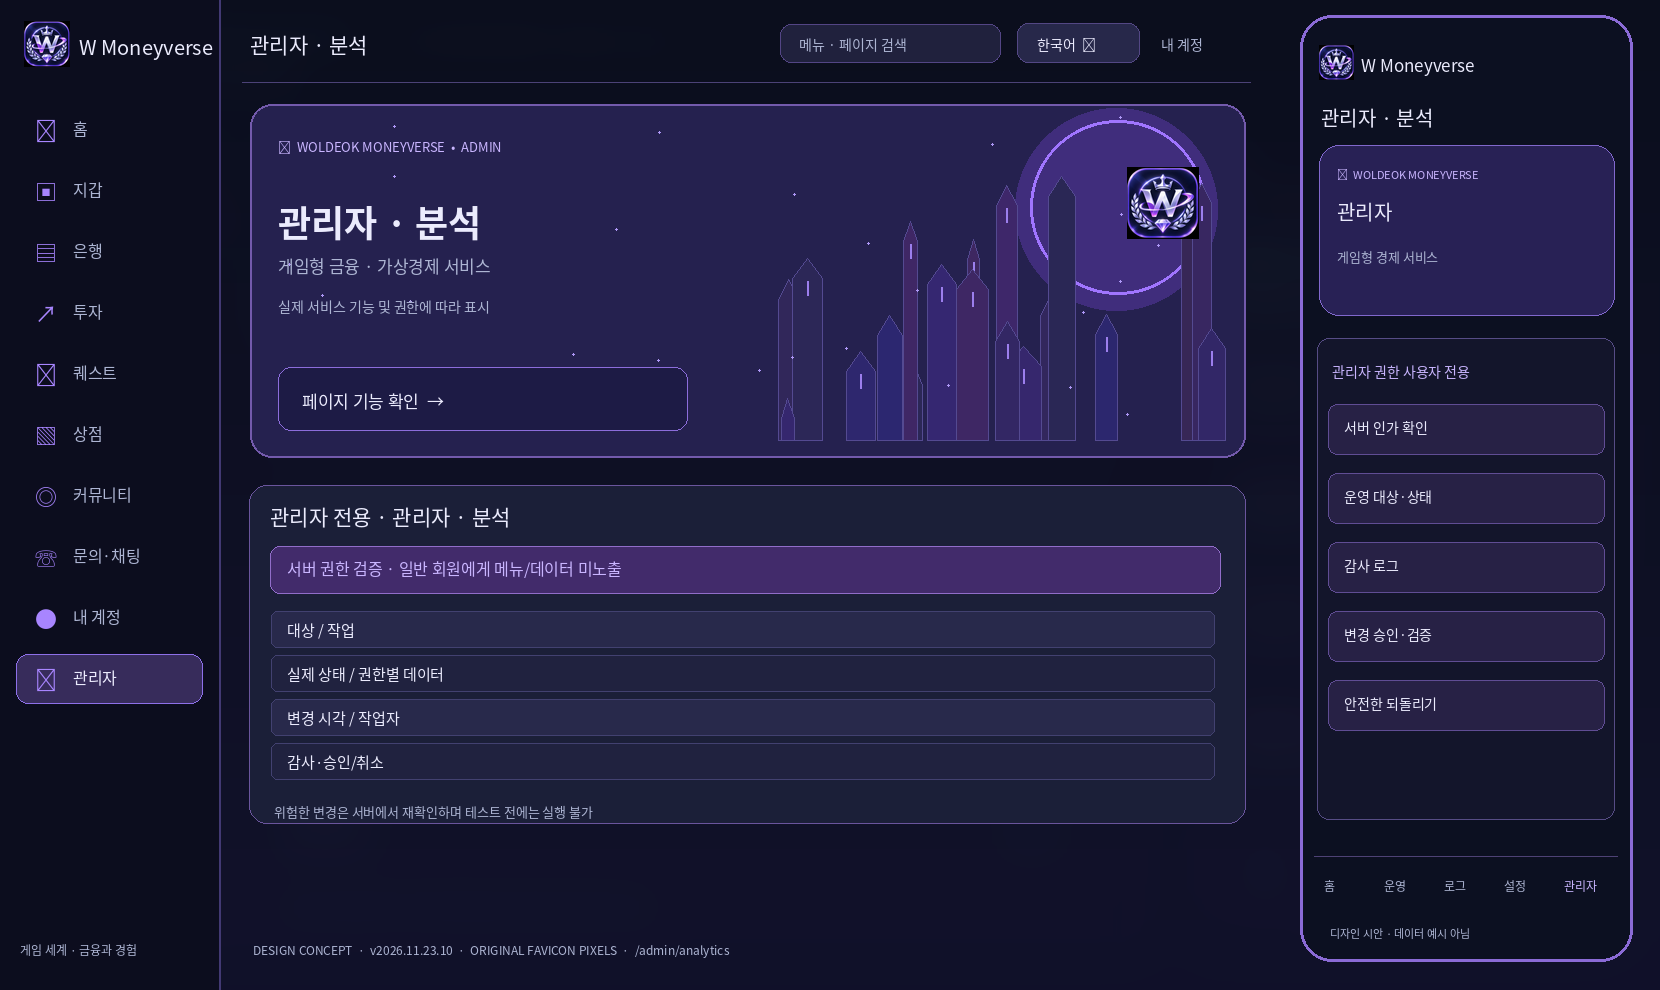 W Moneyverse
홈
지갑
은행
투자
퀘스트
상점
커뮤니티
문의·채팅
내 계정
관리자
게임 세계 · 금융과 경험
관리자 · 분석
메뉴 · 페이지 검색
한국어
내 계정
WOLDEOK MONEYVERSE • ADMIN
관리자 · 분석
게임형 금융 · 가상경제 서비스
실제 서비스 기능 및 권한에 따라 표시
페이지 기능 확인 →
관리자 전용 · 관리자 · 분석
서버 권한 검증 · 일반 회원에게 메뉴/데이터 미노출
대상 / 작업
실제 상태 / 권한별 데이터
변경 시각 / 작업자
감사·승인/취소
위험한 변경은 서버에서 재확인하며 테스트 전에는 실행 불가
DESIGN CONCEPT · v2026.11.23.10 · ORIGINAL FAVICON PIXELS · /admin/analytics
W Moneyverse
관리자 · 분석
WOLDEOK MONEYVERSE
관리자
게임형 경제 서비스
관리자 권한 사용자 전용
서버 인가 확인
운영 대상·상태
감사 로그
변경 승인·검증
안전한 되돌리기
홈 운영 로그 설정 관리자
디자인 시안 · 데이터 예시 아님